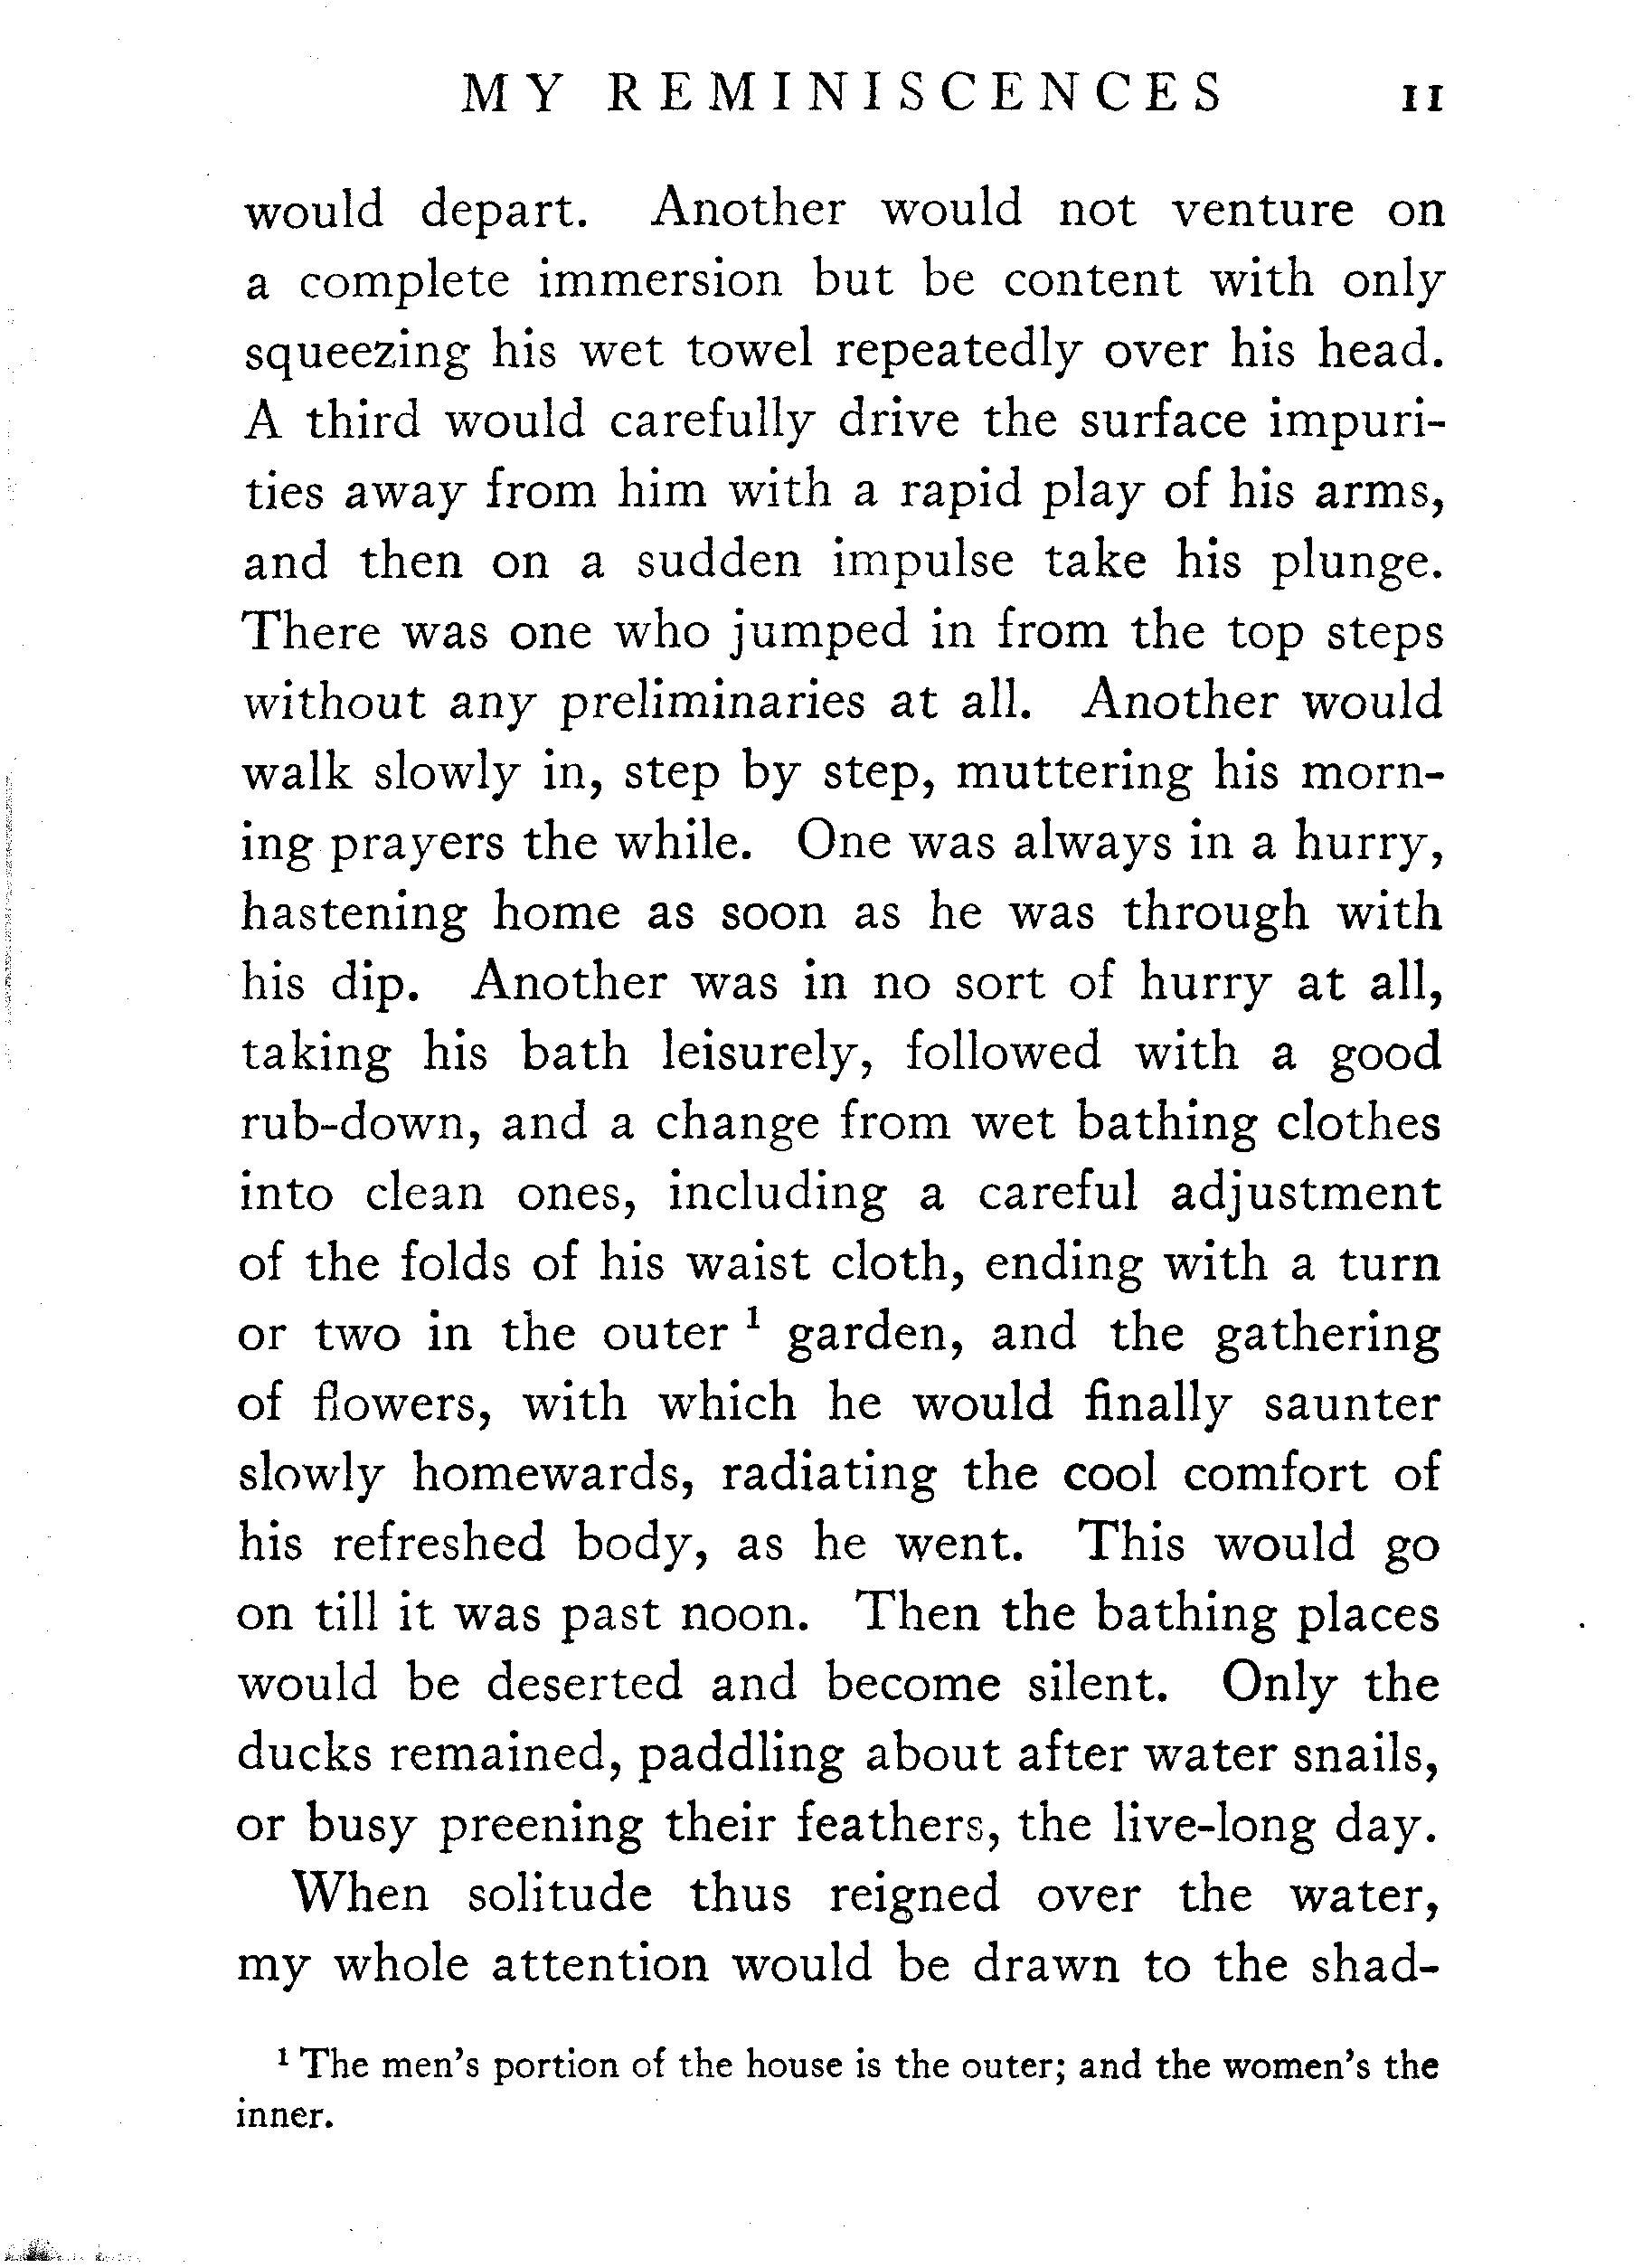 MY REMINISCENCES 11
would depart. Another would not venture on
a complete immersion but be content with only
squeezing his wet towel repeatedly over his head.
A third would carefully drive the surface impuri-
ties away from him with a rapid play of his arms,
and then on a sudden impulse take his plunge.
There was one who jumped in from the top steps
without any preliminaries at all. Another would
walk slowly in, step by step, muttering his morn-
ing prayers the while. One was always in a hurry,
hastening home as soon as he was through with
his dip. Another was in no sort of hurry at all,
taking his bath leisurely, followed with a good
rub-down, and a change from wet bathing clothes
into clean ones, including a careful adjustment
of the folds of his waist cloth, ending with a turn
or two in the outer ¹ garden, and the gathering
of flowers, with which he would finally saunter
slowly homewards, radiating the cool comfort of
his refreshed body, as he went. This would go
on till it was past noon. Then the bathing places
would be deserted and become silent. Only the
ducks remained, paddling about after water snails,
or busy preening their feathers, the live-long day.
When solitude thus reigned over the water,
my whole attention would be drawn to the shad-
¹ The men's portion of the house is the outer; and the women's the
inner.